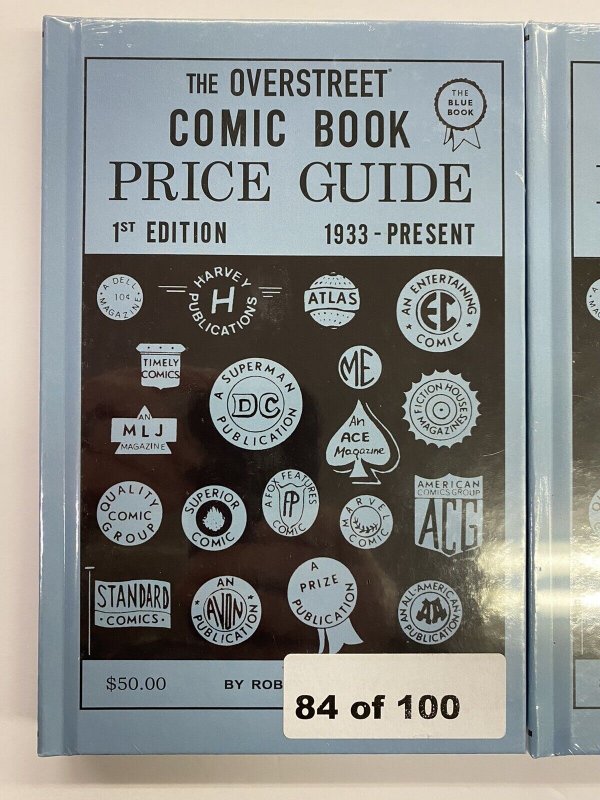 THE OVERSTREET®
COMIC BOOK
PRICE GUIDE
THE
BLUE
BOOK
1ST EDITION
1933 - PRESENT
A DELL
10¢
MAGAZINE
HARVEY
H
PUBLICATIONS
ATLAS
AN ENTERTAINING
EC
COMIC
TIMELY
COMICS
A SUPERMAN
DC
PUBLICATION
ME
FICTION HOUSE
MAGAZINE
AN
MLJ
MAGAZINE
An
ACE
Magazine
QUALITY
COMIC
GROUP
SUPERIOR
COMIC
A FOX FEATURES
FP
COMIC
MARVEL
COMIC
AMERICAN
COMICS GROUP
ACG
STANDARD
· COMICS ·
AN
AVON
PUBLICATION
A
PRIZE
PUBLICATION
AN ALL-AMERICAN
AA
PUBLICATION
$50.00
BY ROB
84 of 100